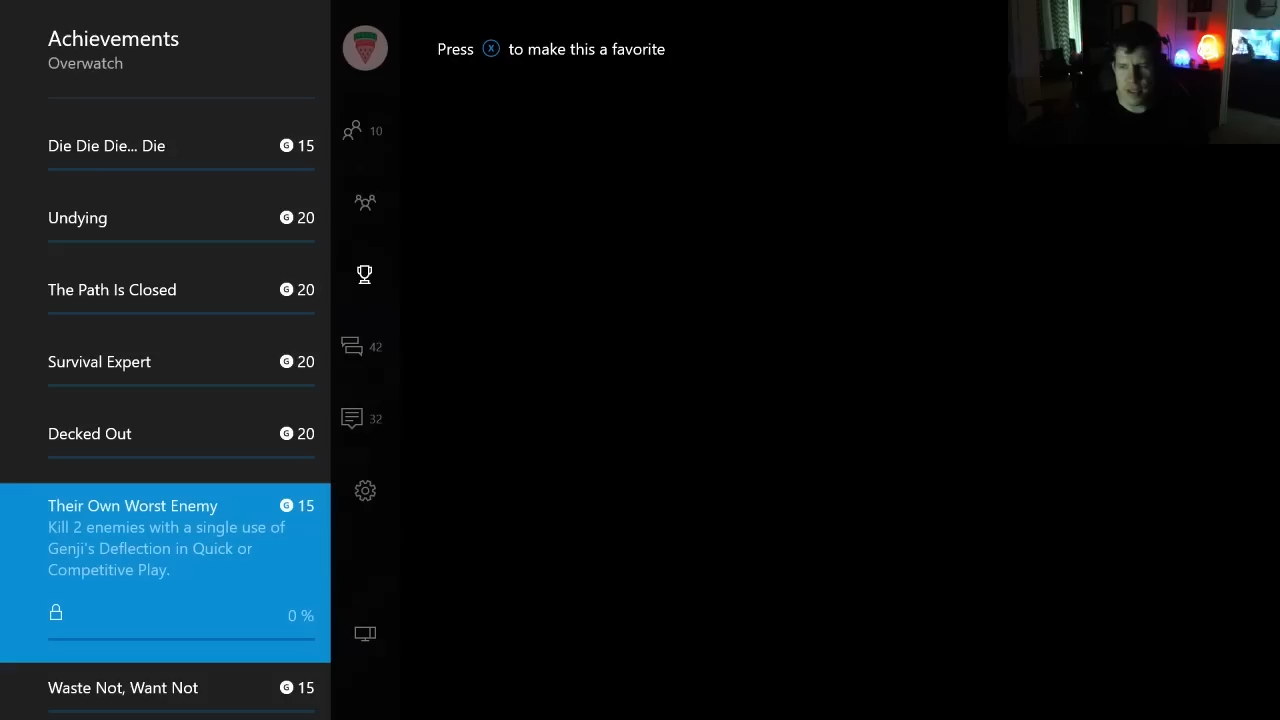 Achievements
Overwatch
Die Die Die... Die G 15
Undying G 20
The Path Is Closed G 20
Survival Expert G 20
Decked Out G 20
Their Own Worst Enemy G 15
Kill 2 enemies with a single use of
Genji's Deflection in Quick or
Competitive Play.
0 %
Waste Not, Want Not G 15
10
42
32
Press X to make this a favorite